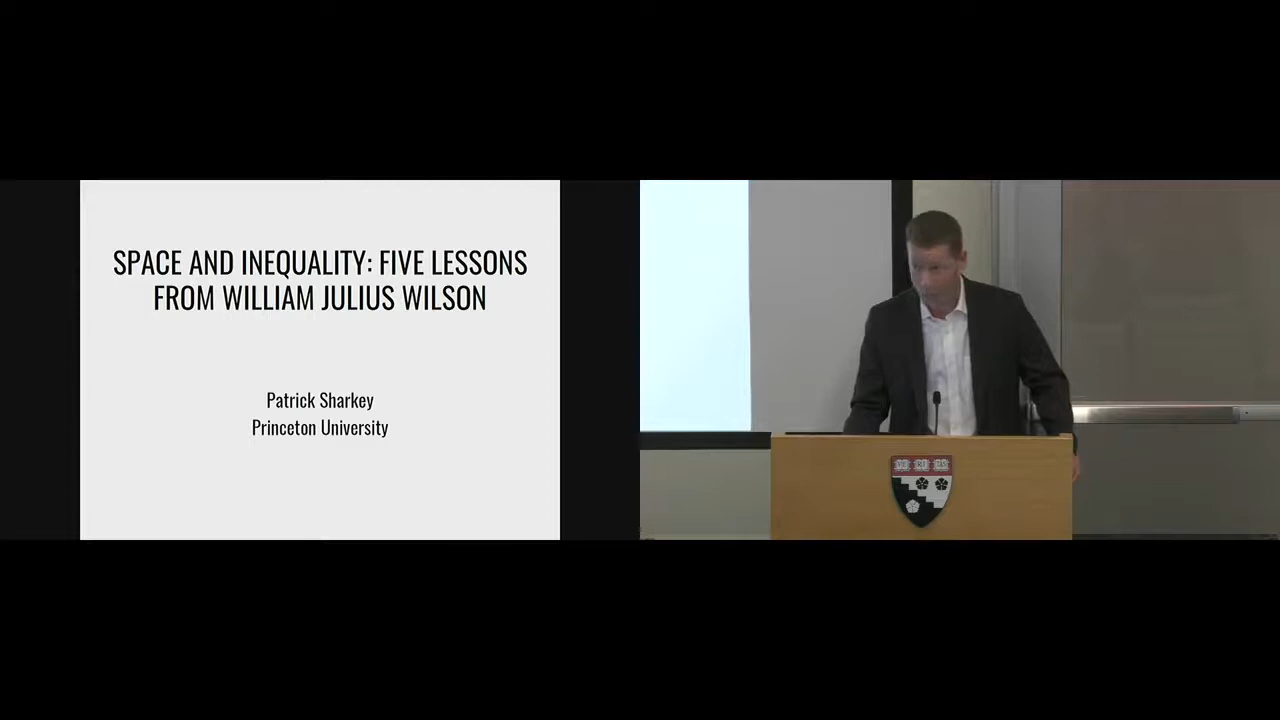 SPACE AND INEQUALITY: FIVE LESSONS
FROM WILLIAM JULIUS WILSON
Patrick Sharkey
Princeton University